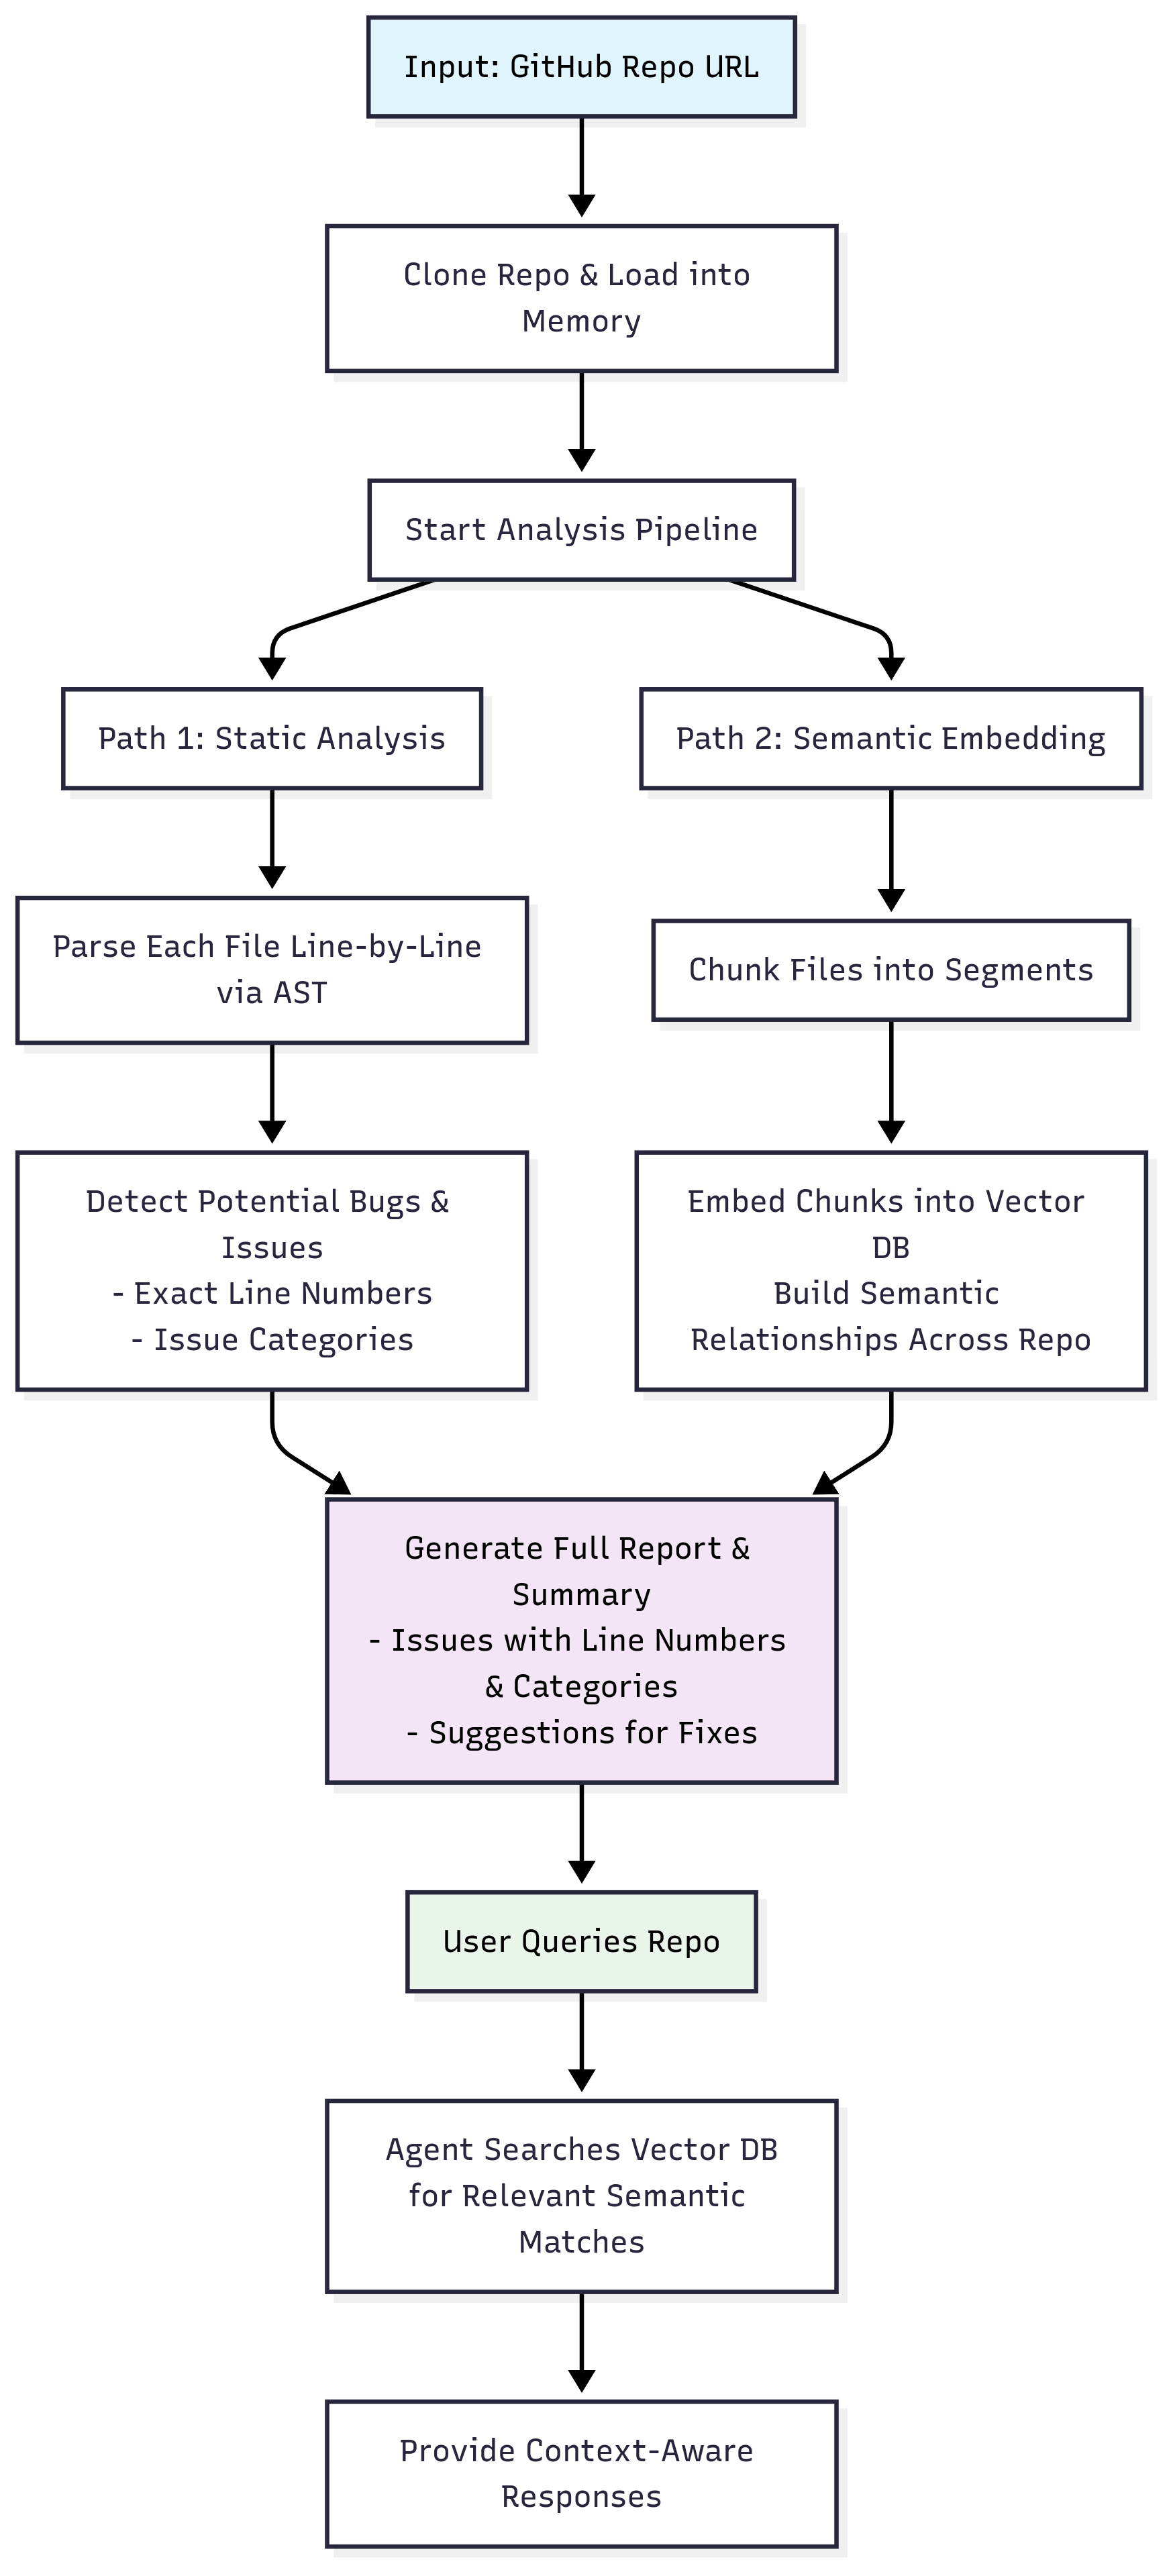 Input: GitHub Repo URL
Clone Repo & Load into
Memory
Start Analysis Pipeline
Path 1: Static Analysis
Path 2: Semantic Embedding
Parse Each File Line-by-Line
via AST
Chunk Files into Segments
Detect Potential Bugs &
Issues
- Exact Line Numbers
- Issue Categories
Embed Chunks into Vector
DB
Build Semantic
Relationships Across Repo
Generate Full Report &
Summary
- Issues with Line Numbers
& Categories
- Suggestions for Fixes
User Queries Repo
Agent Searches Vector DB
for Relevant Semantic
Matches
Provide Context-Aware
Responses